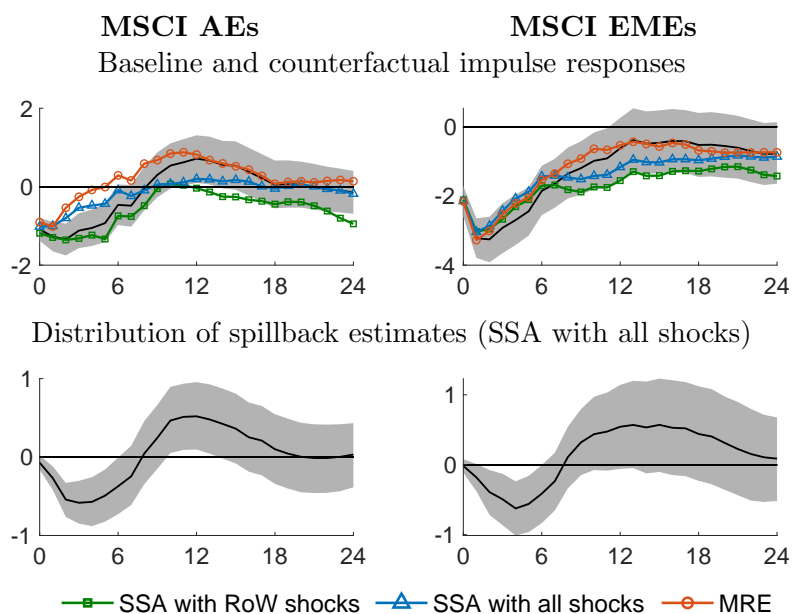 MSCI AEs MSCI EMEs
Baseline and counterfactual impulse responses
2
0
-2
0 6 12 18 24
0
-2
-4
0 6 12 18 24
Distribution of spillback estimates (SSA with all shocks)
1
0
-1
0 6 12 18 24
1
0
-1
0 6 12 18 24
SSA with RoW shocks SSA with all shocks MRE